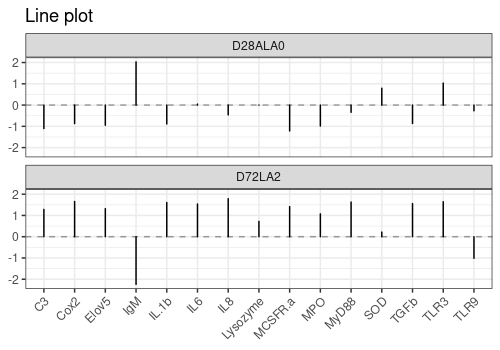 Line plot
D28ALA0
2
1
0
-1
-2
D72LA2
2
1
0
-1
-2
C3 Cox2 Elov5 IgM IL.1b IL6 IL8 Lysozyme MCSFR.a MPO MyD88 SOD TGF.b TLR3 TLR9